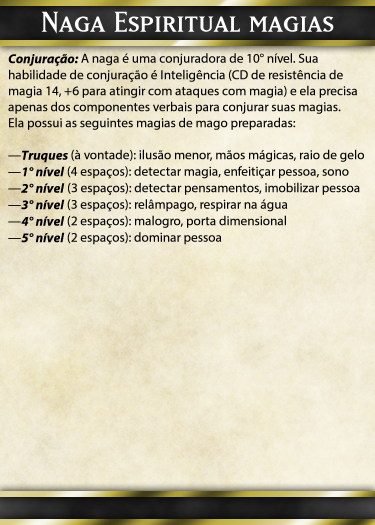 Naga Espiritual magias
Conjuração: A naga é uma conjuradora de 10° nível. Sua
habilidade de conjuração é Inteligência (CD de resistência de
magia 14, +6 para atingir com ataques com magia) e ela precisa
apenas dos componentes verbais para conjurar suas magias.
Ela possui as seguintes magias de mago preparadas:
—Truques (à vontade): ilusão menor, mãos mágicas, raio de gelo
—1° nível (4 espaços): detectar magia, enfeitiçar pessoa, sono
—2° nível (3 espaços): detectar pensamentos, imobilizar pessoa
—3° nível (3 espaços): relâmpago, respirar na água
—4° nível (2 espaços): malogro, porta dimensional
—5° nível (2 espaços): dominar pessoa